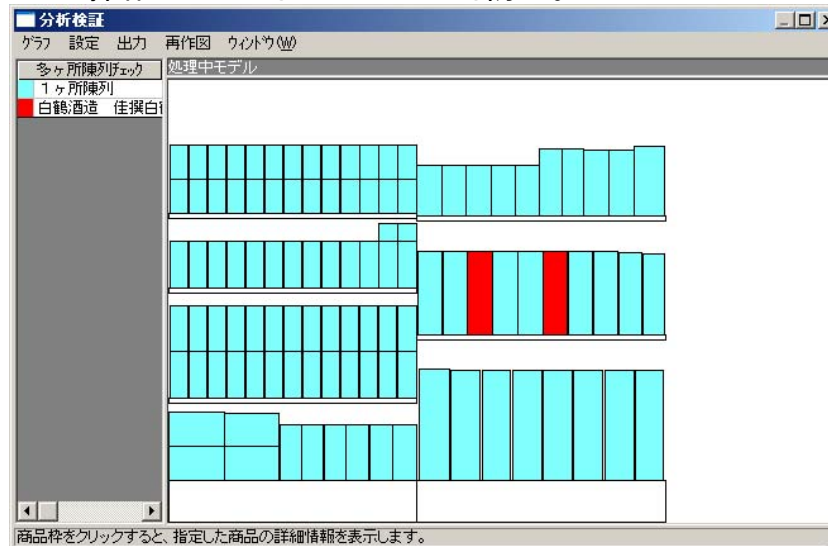 分析検証
グラフ 設定 出力 再作図 ウィンドウ(W)
多ヶ所陳列チェック
処理中モデル
1ヶ所陳列
白鶴酒造 佳撰白
商品枠をクリックすると、指定した商品の詳細情報を表示します。